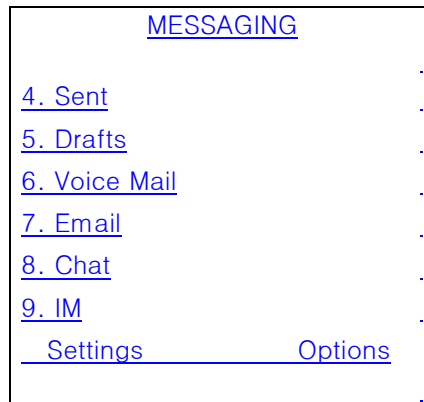 MESSAGING
4. Sent
5. Drafts
6. Voice Mail
7. Email
8. Chat
9. IM
Settings Options